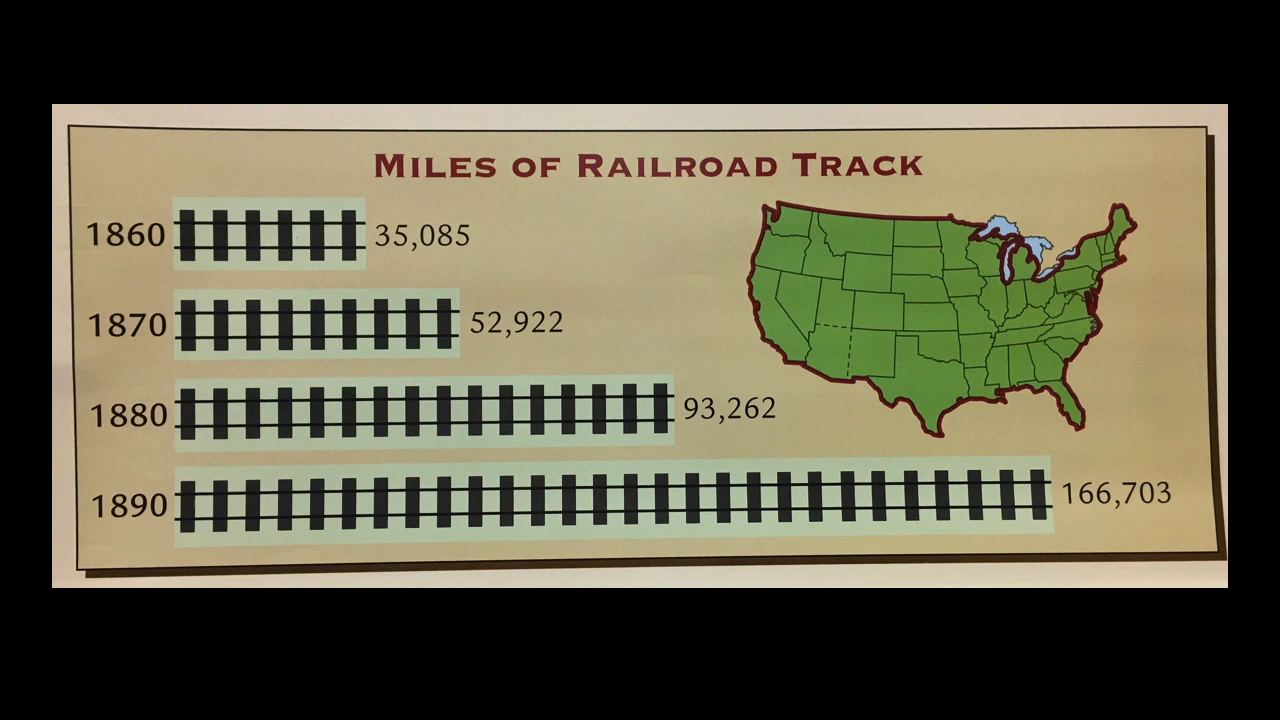 MILES OF RAILROAD TRACK
1860 35,085
1870 52,922
1880 93,262
1890 166,703